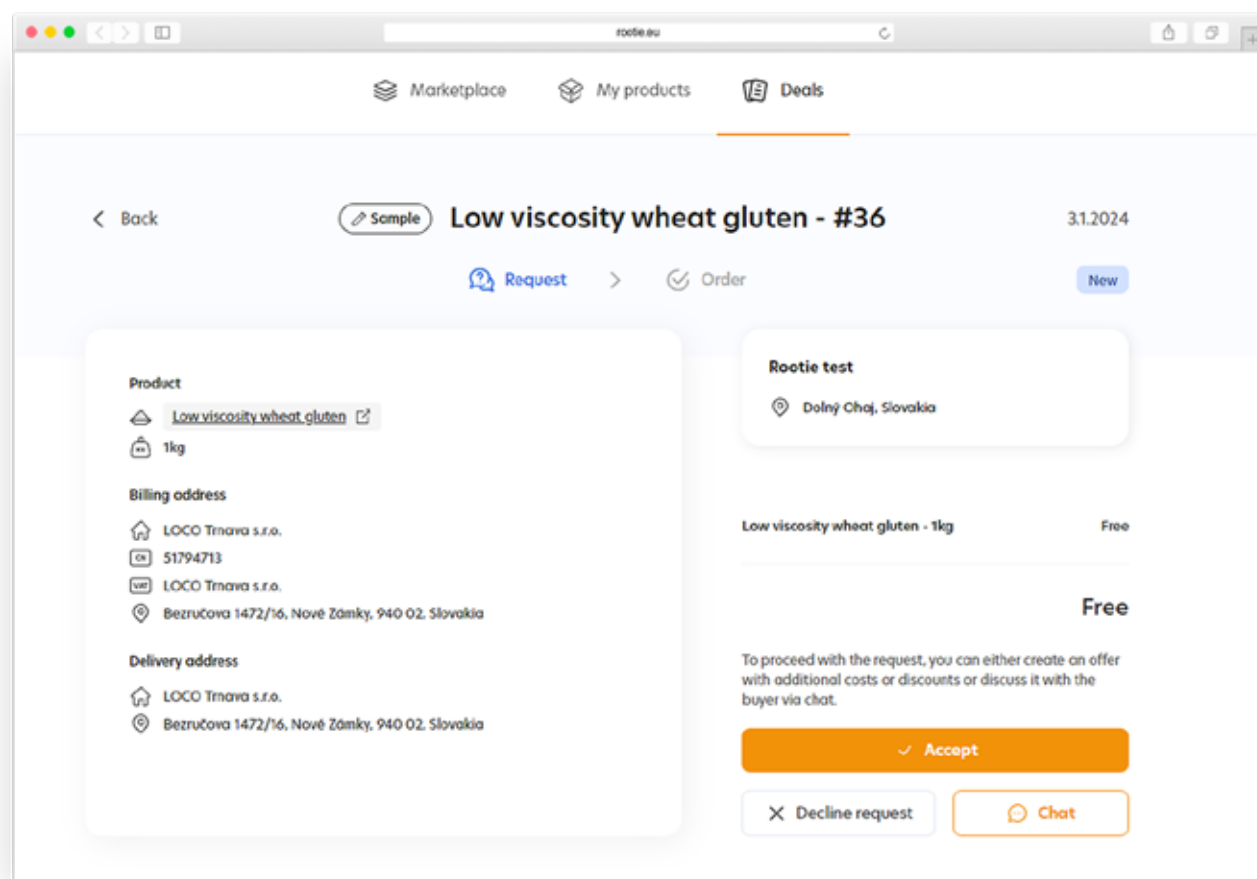 rootie.eu
Marketplace
My products
Deals
Back
Sample
Low viscosity wheat gluten - #36
3.1.2024
Request
Order
New
Product
Low viscosity wheat gluten
1kg
Billing address
LOCO Trnava s.r.o.
CN
51794713
VAT
LOCO Trnava s.r.o.
Bezručova 1472/16, Nové Zámky, 940 02, Slovakia
Delivery address
LOCO Trnava s.r.o.
Bezručova 1472/16, Nové Zámky, 940 02, Slovakia
Rootie test
Dolný Ohaj, Slovakia
Low viscosity wheat gluten - 1kg
Free
Free
To proceed with the request, you can either create an offer
with additional costs or discounts or discuss it with the
buyer via chat.
Accept
Decline request
Chat